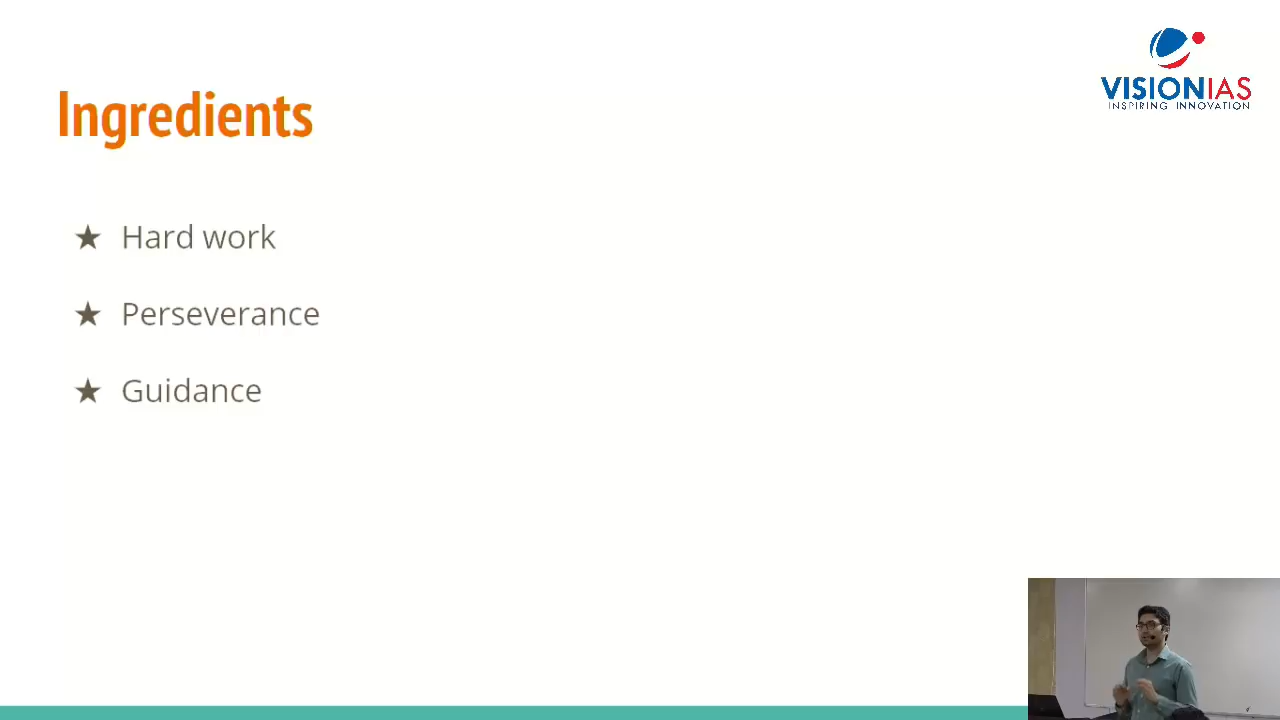 VISIONIAS
INSPIRING INNOVATION
Ingredients
★ Hard work
★ Perseverance
★ Guidance